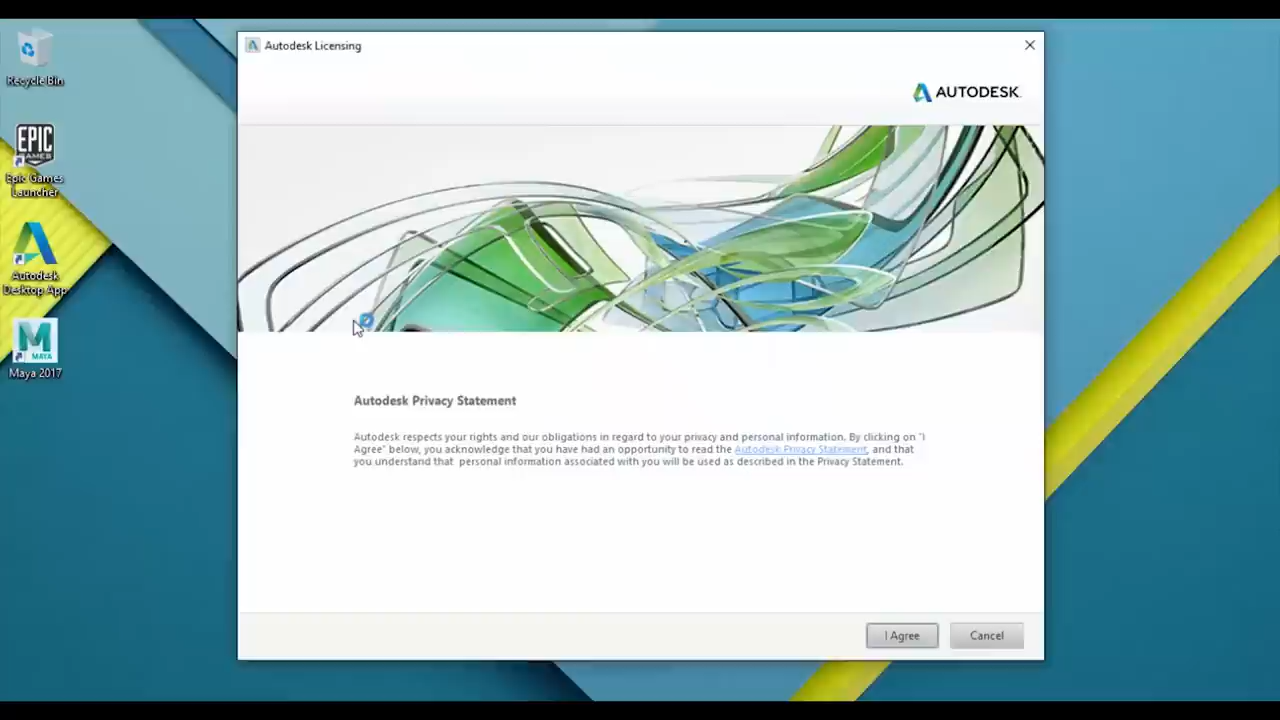 Autodesk Licensing
AUTODESK
Recycle Bin
EPIC
GAMES
Epic Games
Launcher
Autodesk
Desktop App
MAYA
Maya 2017
Autodesk Privacy Statement
Autodesk respects your rights and our obligations in regard to your privacy and personal information. By clicking on "I
Agree" below, you acknowledge that you have had an opportunity to read the Autodesk Privacy Statement, and that
you understand that personal information associated with you will be used as described in the Privacy Statement.
I Agree
Cancel